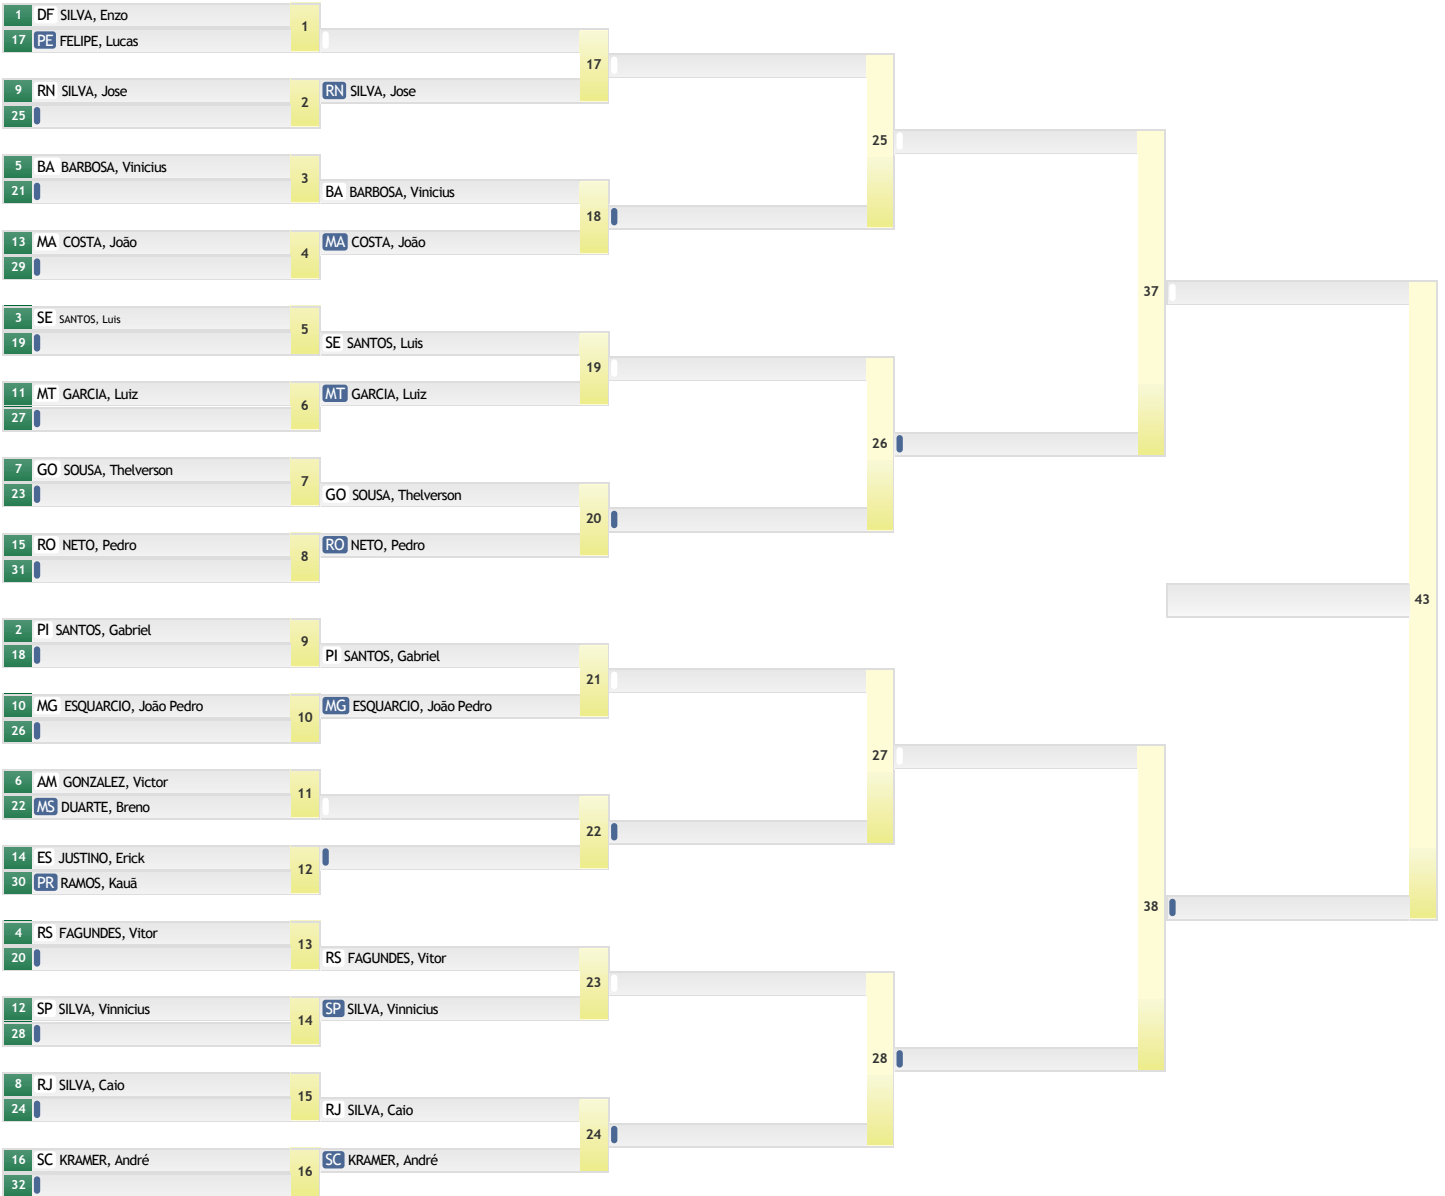 1 DF SILVA, Enzo
1
17 PE FELIPE, Lucas
17
9 RN SILVA, Jose
2
RN SILVA, Jose
25
25
5 BA BARBOSA, Vinicius
3
21
BA BARBOSA, Vinicius
18
13 MA COSTA, João
4
MA COSTA, João
29
37
3 SE SANTOS, Luis
5
19
SE SANTOS, Luis
19
11 MT GARCIA, Luiz
6
MT GARCIA, Luiz
27
26
7 GO SOUSA, Thelverson
7
23
GO SOUSA, Thelverson
20
15 RO NETO, Pedro
8
RO NETO, Pedro
31
43
2 PI SANTOS, Gabriel
9
18
PI SANTOS, Gabriel
21
10 MG ESQUARCIO, João Pedro
10
MG ESQUARCIO, João Pedro
26
27
6 AM GONZALEZ, Victor
11
22 MS DUARTE, Breno
22
14 ES JUSTINO, Erick
12
30 PR RAMOS, Kauã
38
4 RS FAGUNDES, Vitor
13
20
RS FAGUNDES, Vitor
23
12 SP SILVA, Vinnicius
14
SP SILVA, Vinnicius
28
28
8 RJ SILVA, Caio
15
24
RJ SILVA, Caio
24
16 SC KRAMER, André
16
SC KRAMER, André
32